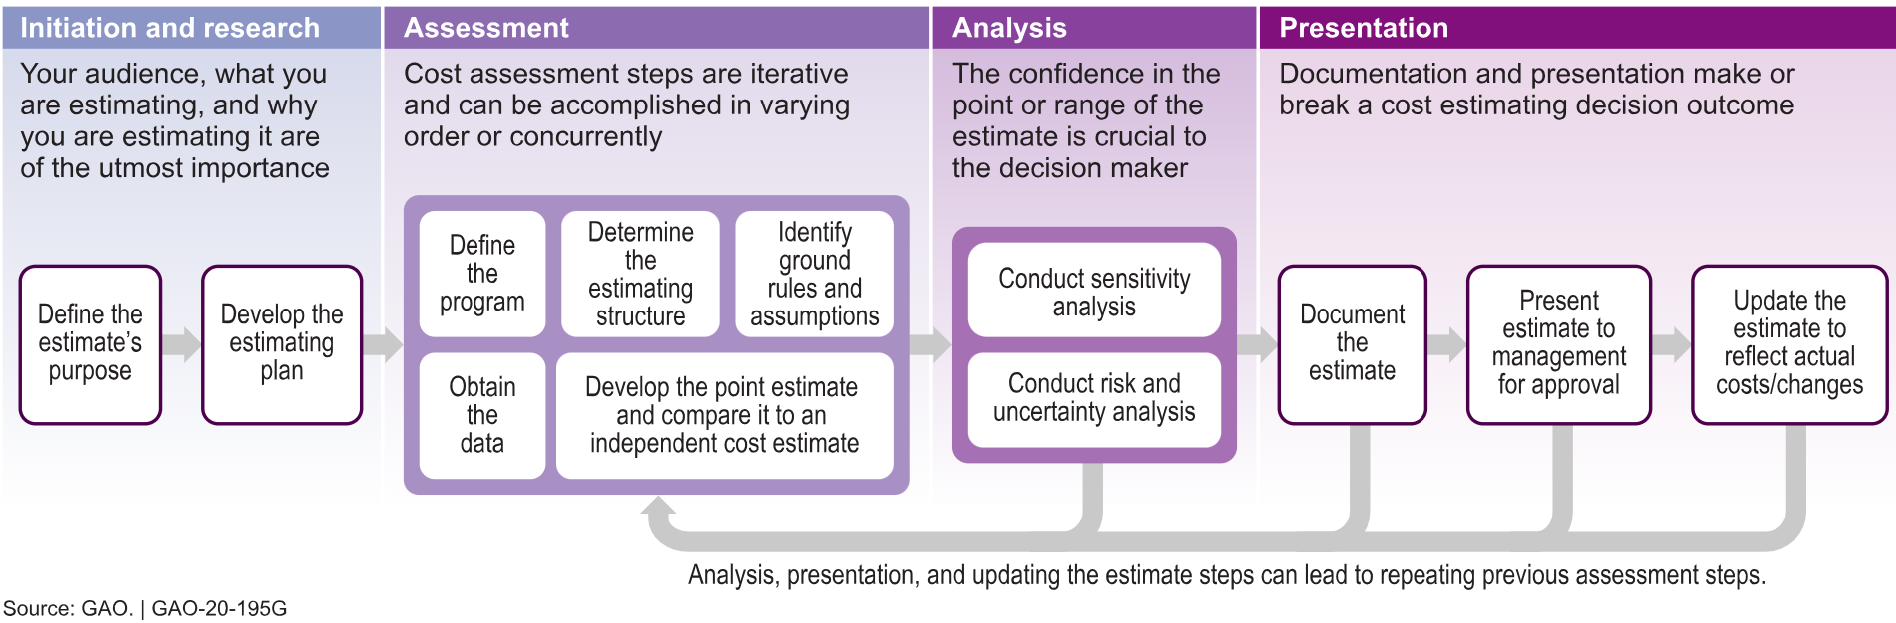 Initiation and research
Your audience, what you
are estimating, and why
you are estimating it are
of the utmost importance
Define the
estimate's
purpose
Develop the
estimating
plan
Assessment
Cost assessment steps are iterative
and can be accomplished in varying
order or concurrently
Define
the
program
Determine
the
estimating
structure
Identify
ground
rules and
assumptions
Obtain
the
data
Develop the point estimate
and compare it to an
independent cost estimate
Analysis
The confidence in the
point or range of the
estimate is crucial to
the decision maker
Conduct sensitivity
analysis
Conduct risk and
uncertainty analysis
Presentation
Documentation and presentation make or
break a cost estimating decision outcome
Document
the
estimate
Present
estimate to
management
for approval
Update the
estimate to
reflect actual
costs/changes
Analysis, presentation, and updating the estimate steps can lead to repeating previous assessment steps.
Source: GAO. | GAO-20-195G